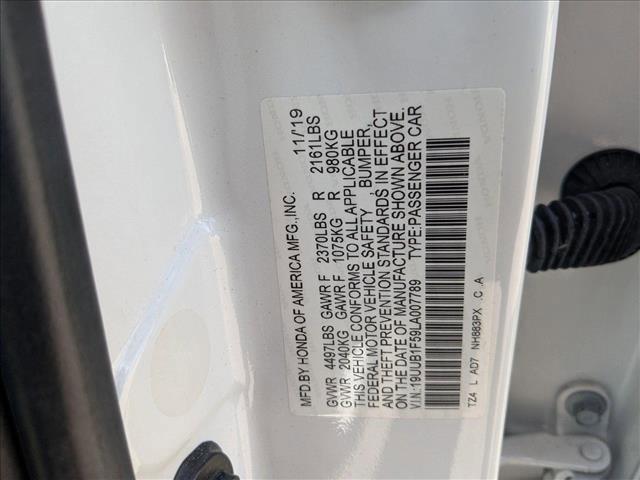 MFD.BY HONDA OF AMERICA MFG.,INC. 11/19
GVWR 4497LBS GAWR F 2370LBS R 2161LBS
GVWR 2040KG GAWR F 1075KG R 980KG
THIS VEHICLE CONFORMS TO ALL APPLICABLE
FEDERAL MOTOR VEHICLE SAFETY , BUMPER,
AND THEFT PREVENTION STANDARDS IN EFFECT
ON THE DATE OF MANUFACTURE SHOWN ABOVE.
V.I.N.:19UUB1F59LA007789 TYPE:PASSENGER CAR
TZ4 L AD7 NH883PX .C .A